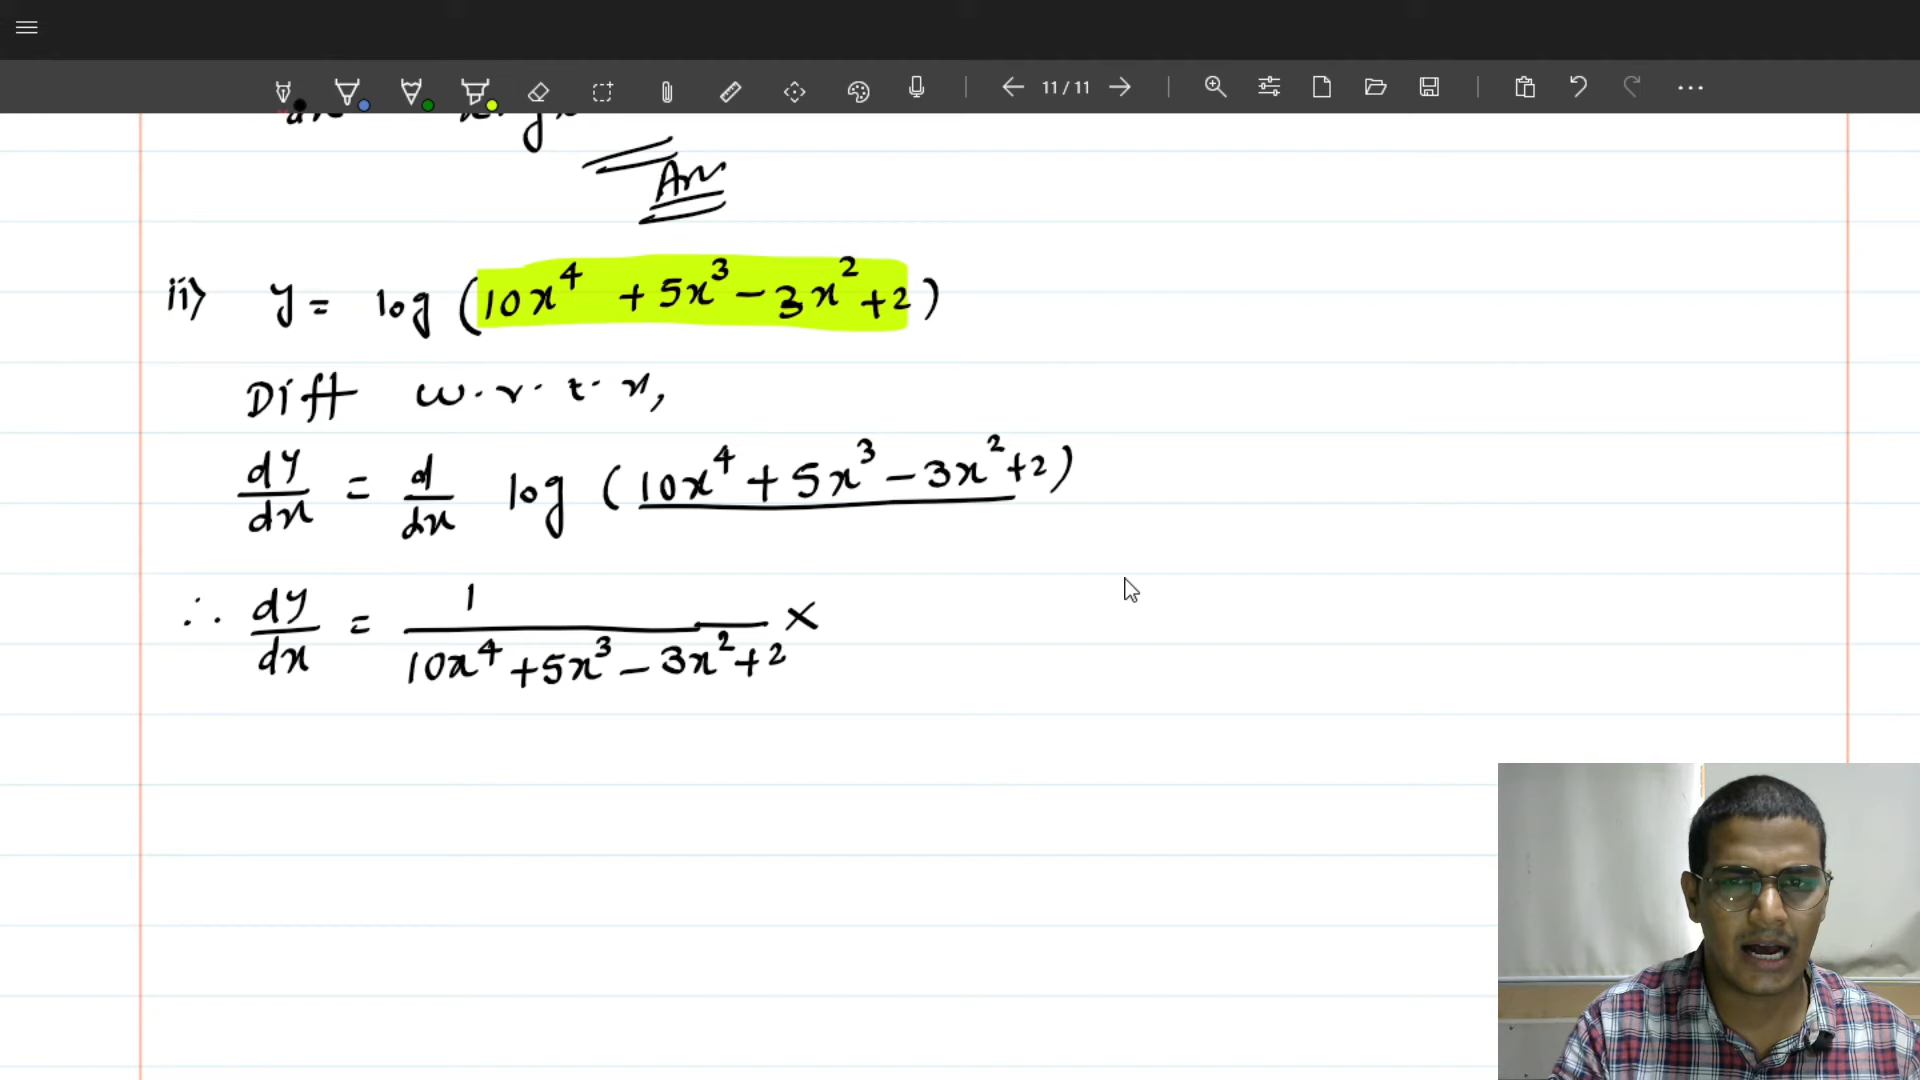 11 / 11
Ans
ii) y = log (10x⁴ + 5x³ - 3x² + 2)
Diff w.r.t. x,
dy/dx = d/dx log (10x⁴ + 5x³ - 3x² + 2)
∴ dy/dx = 1/(10x⁴ + 5x³ - 3x² + 2) ×